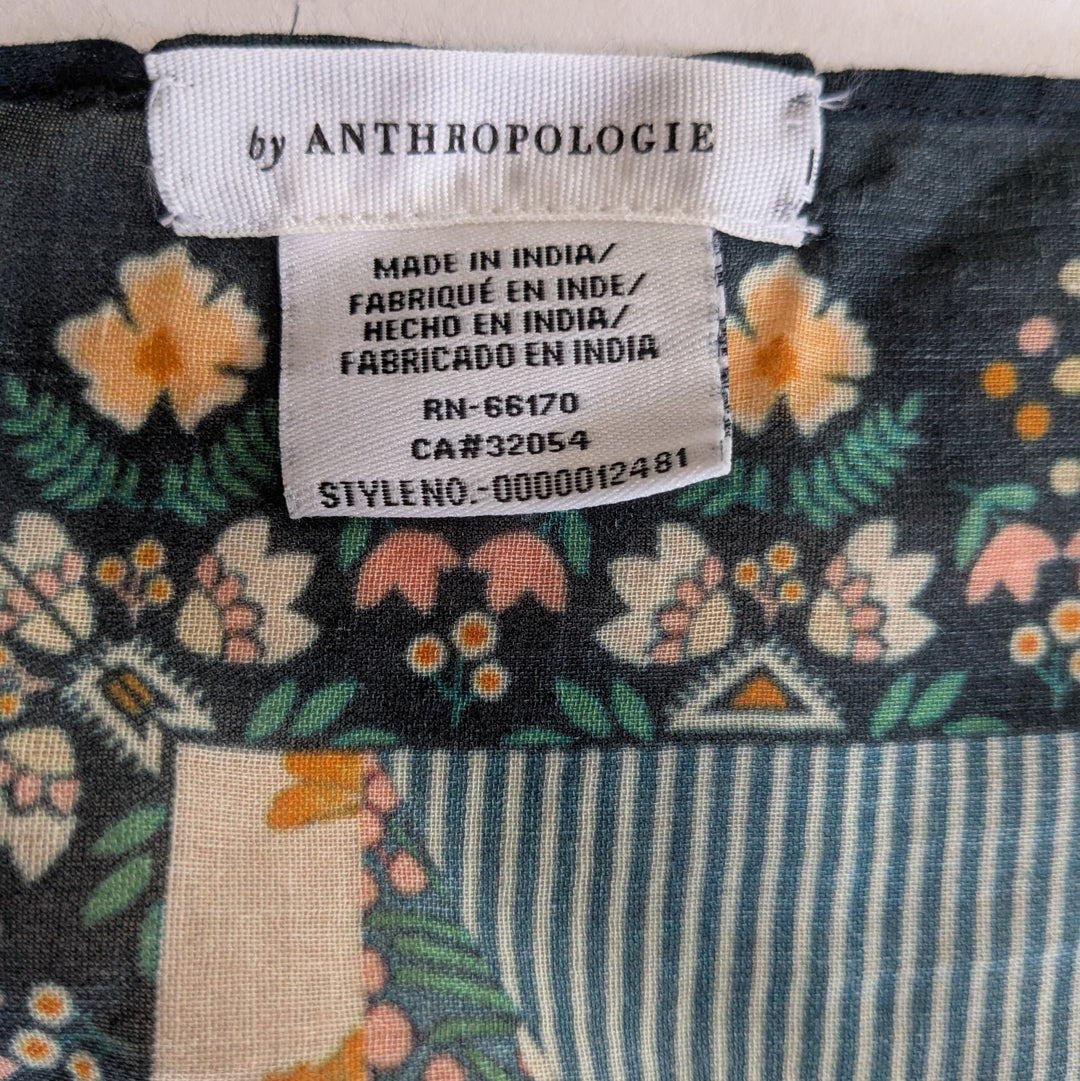 by ANTHROPOLOGIE
MADE IN INDIA/
FABRIQUÉ EN INDE/
HECHO EN INDIA/
FABRICADO EN INDIA
RN-66170
CA#32054
STYLENO.-0000012481